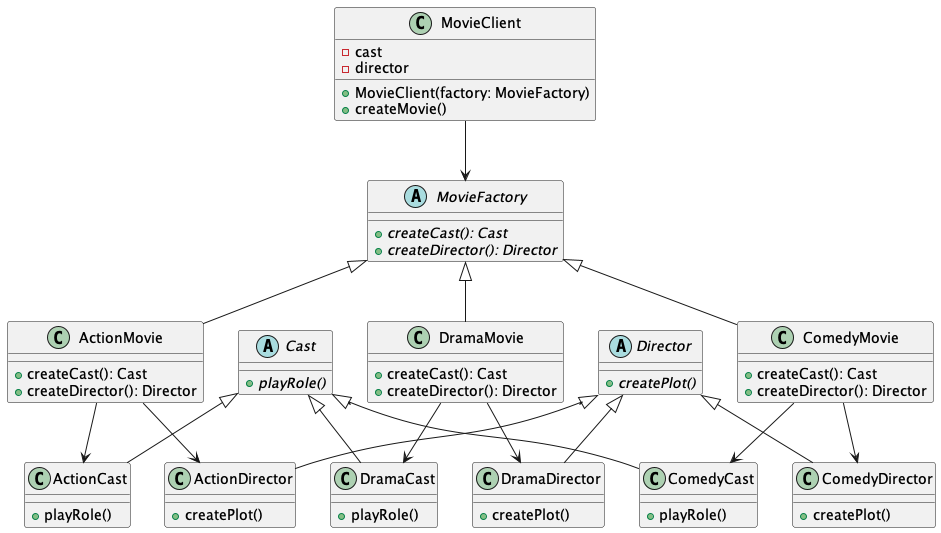 C MovieClient
cast
director
MovieClient(factory: MovieFactory)
createMovie()
A MovieFactory
createCast(): Cast
createDirector(): Director
C ActionMovie
createCast(): Cast
createDirector(): Director
A Cast
playRole()
C DramaMovie
createCast(): Cast
createDirector(): Director
A Director
createPlot()
C ComedyMovie
createCast(): Cast
createDirector(): Director
C ActionCast
playRole()
C ActionDirector
createPlot()
C DramaCast
playRole()
C DramaDirector
createPlot()
C ComedyCast
playRole()
C ComedyDirector
createPlot()